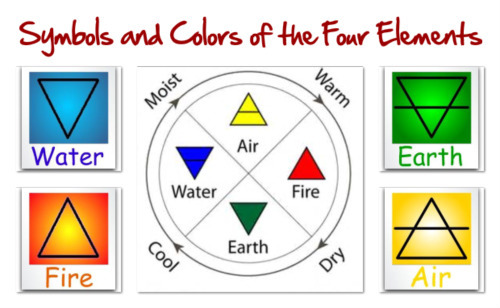 Symbols and Colors of the Four Elements
Water
Fire
Moist
Warm
Air
Water
Fire
Earth
Cool
Dry
Earth
Air